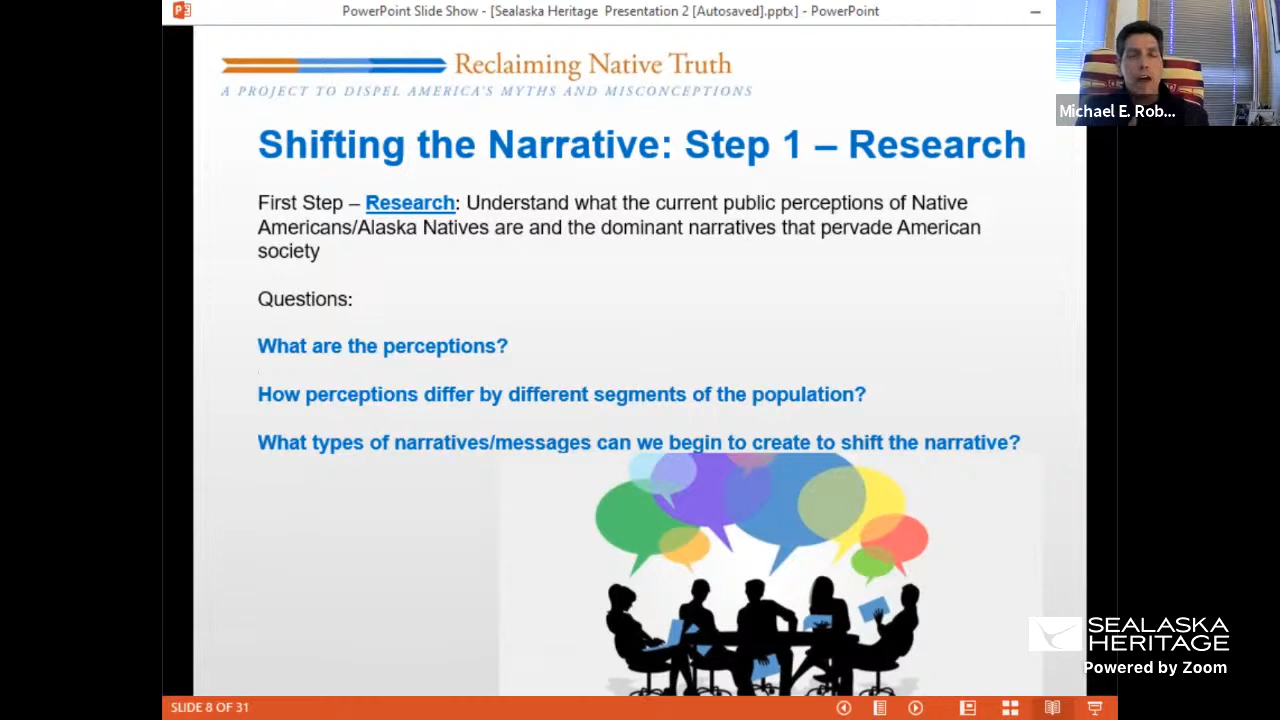 PowerPoint Slide Show - [Sealaska Heritage Presentation 2 [Autosaved].pptx] - PowerPoint
Reclaiming Native Truth
A PROJECT TO DISPEL AMERICA'S MYTHS AND MISCONCEPTIONS
Michael E. Rob...
Shifting the Narrative: Step 1 – Research
First Step – Research: Understand what the current public perceptions of Native
Americans/Alaska Natives are and the dominant narratives that pervade American
society
Questions:
What are the perceptions?
How perceptions differ by different segments of the population?
What types of narratives/messages can we begin to create to shift the narrative?
SEALASKA
HERITAGE
Powered by Zoom
SLIDE 8 OF 31